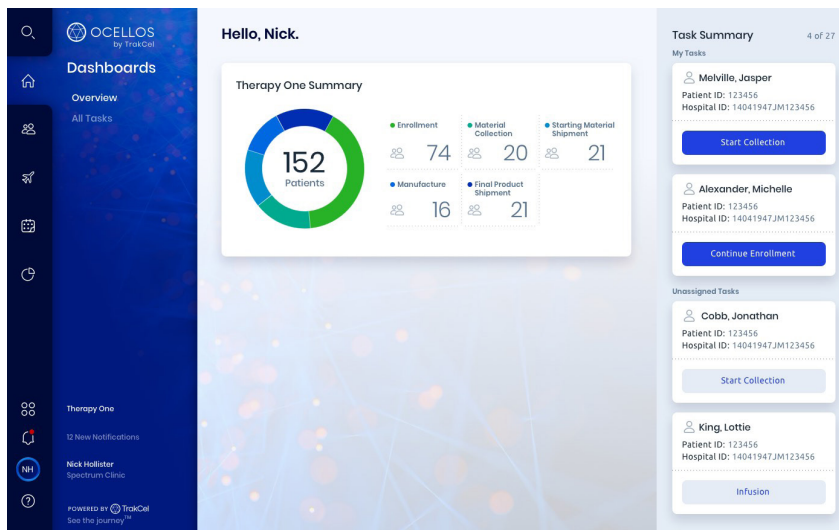 OCELLOS
by TrakCel
Dashboards
Overview
All Tasks
Therapy One
12 New Notifications
NH
Nick Hollister
Spectrum Clinic
POWERED BY TrakCel
See the journey™
Hello, Nick.
Therapy One Summary
152
Patients
Enrollment
74
Material
Collection
20
Starting Material
Shipment
21
Manufacture
16
Final Product
Shipment
21
Task Summary
4 of 27
My Tasks
Melville, Jasper
Patient ID: 123456
Hospital ID: 14041947JM123456
Start Collection
Alexander, Michelle
Patient ID: 123456
Hospital ID: 14041947JM123456
Continue Enrollment
Unassigned Tasks
Cobb, Jonathan
Patient ID: 123456
Hospital ID: 14041947JM123456
Start Collection
King, Lottie
Patient ID: 123456
Hospital ID: 14041947JM123456
Infusion